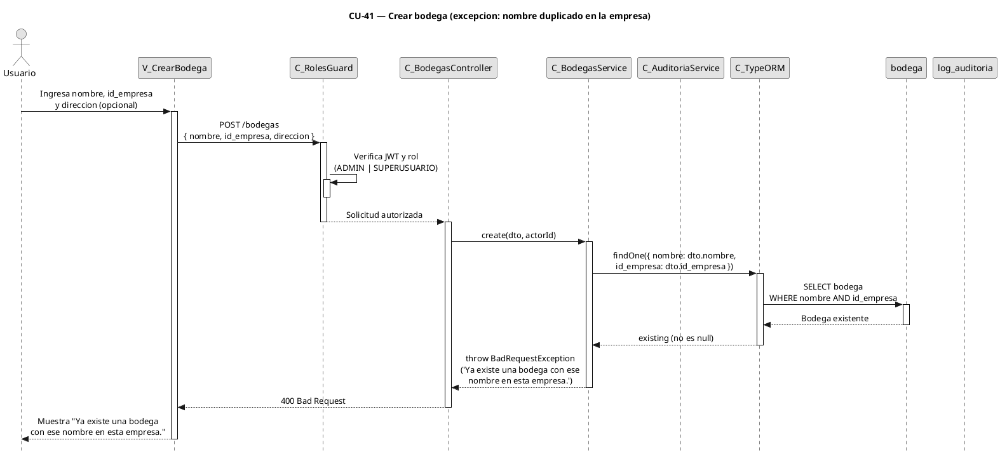 CU-41 — Crear bodega (excepcion: nombre duplicado en la empresa)
Usuario
V_CrearBodega
C_RolesGuard
C_BodegasController
C_BodegasService
C_AuditoriaService
C_TypeORM
bodega
log_auditoria
Ingresa nombre, id_empresa
y direccion (opcional)
POST /bodegas
{ nombre, id_empresa, direccion }
Verifica JWT y rol
(ADMIN | SUPERUSUARIO)
Solicitud autorizada
create(dto, actorId)
findOne({ nombre: dto.nombre,
id_empresa: dto.id_empresa })
SELECT bodega
WHERE nombre AND id_empresa
Bodega existente
existing (no es null)
throw BadRequestException
('Ya existe una bodega con ese
nombre en esta empresa.')
400 Bad Request
Muestra "Ya existe una bodega
con ese nombre en esta empresa."